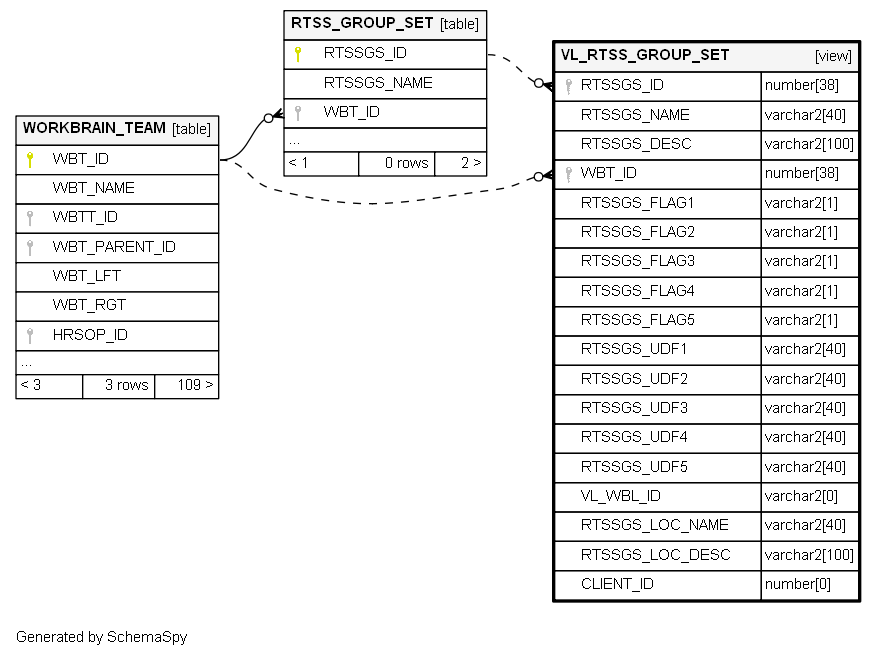 WORKBRAIN_TEAM [table]
WBT_ID
WBT_NAME
WBTT_ID
WBT_PARENT_ID
WBT_LFT
WBT_RGT
HRSOP_ID
...
< 3 3 rows 109 >
RTSS_GROUP_SET [table]
RTSSGS_ID
RTSSGS_NAME
WBT_ID
...
< 1 0 rows 2 >
VL_RTSS_GROUP_SET [view]
RTSSGS_ID number[38]
RTSSGS_NAME varchar2[40]
RTSSGS_DESC varchar2[100]
WBT_ID number[38]
RTSSGS_FLAG1 varchar2[1]
RTSSGS_FLAG2 varchar2[1]
RTSSGS_FLAG3 varchar2[1]
RTSSGS_FLAG4 varchar2[1]
RTSSGS_FLAG5 varchar2[1]
RTSSGS_UDF1 varchar2[40]
RTSSGS_UDF2 varchar2[40]
RTSSGS_UDF3 varchar2[40]
RTSSGS_UDF4 varchar2[40]
RTSSGS_UDF5 varchar2[40]
VL_WBL_ID varchar2[0]
RTSSGS_LOC_NAME varchar2[40]
RTSSGS_LOC_DESC varchar2[100]
CLIENT_ID number[0]
Generated by SchemaSpy